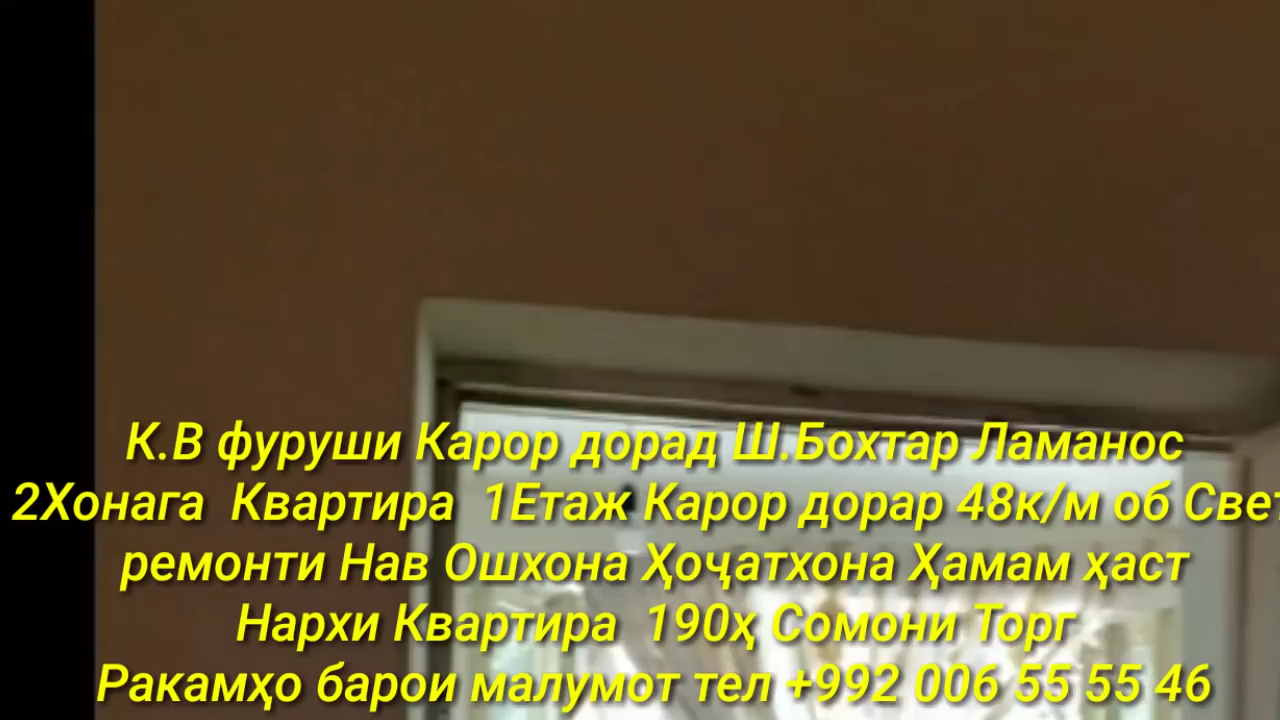 К.В фуруши Карор дорад Ш.Бохтар Ламанос
2Хонага Квартира 1Етаж Карор дорар 48к/м об Свет
ремонти Нав Ошхона Ҳоҷатхона Ҳамам ҳаст
Нархи Квартира 190ҳ Сомони Торг
Ракамҳо барои малумот тел +992 006 55 55 46